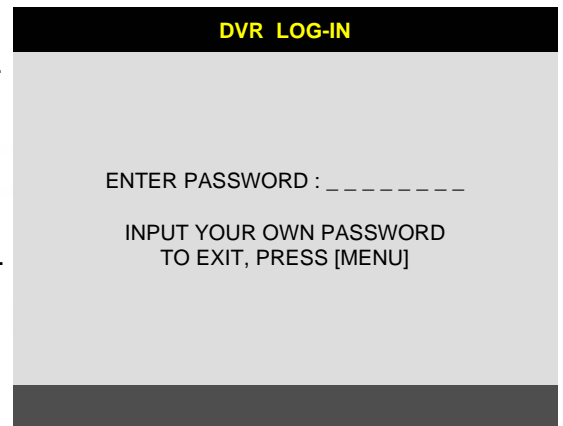 DVR LOG-IN
ENTER PASSWORD : _ _ _ _ _ _ _ _
INPUT YOUR OWN PASSWORD
TO EXIT, PRESS [MENU]